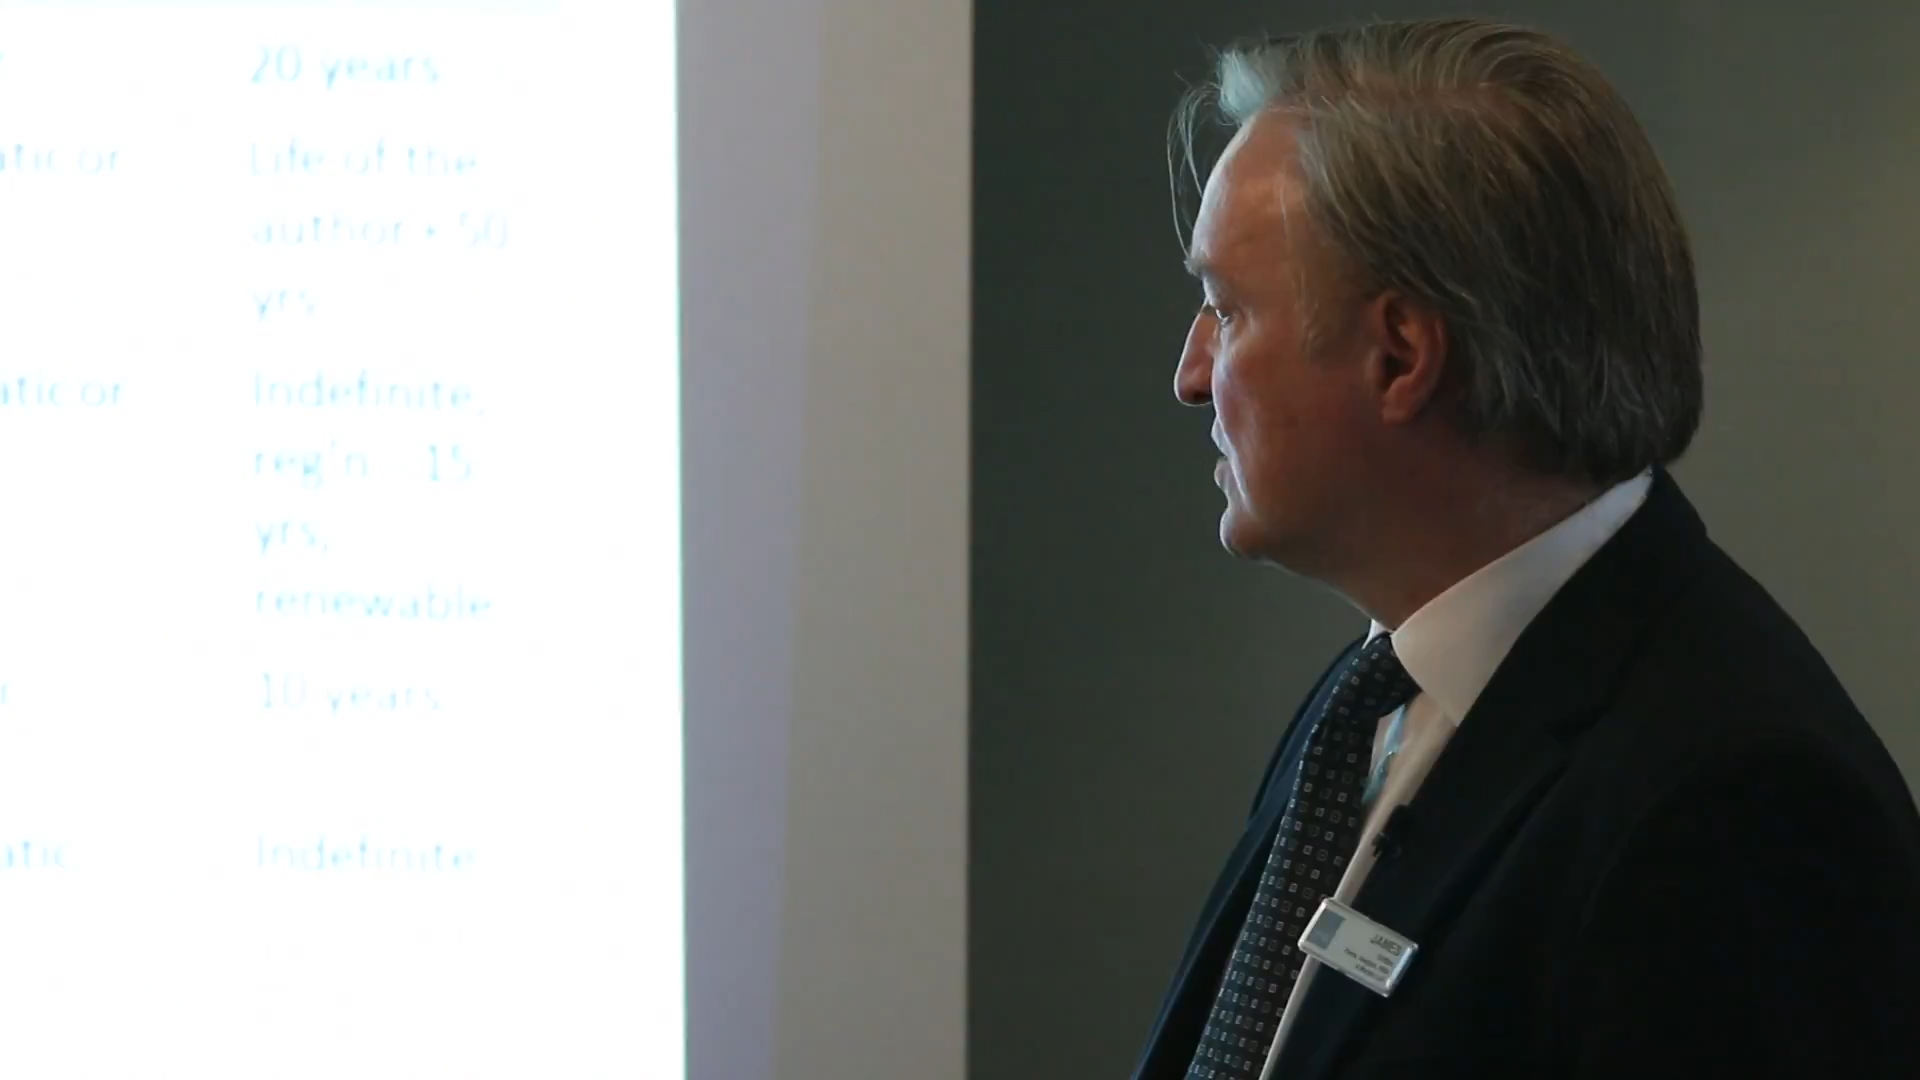 20 years
atic or Life of the
author + 50
yrs
atic or Indefinite,
reg'n - 15
yrs,
renewable
r 10 years
atic Indefinite
JAMES